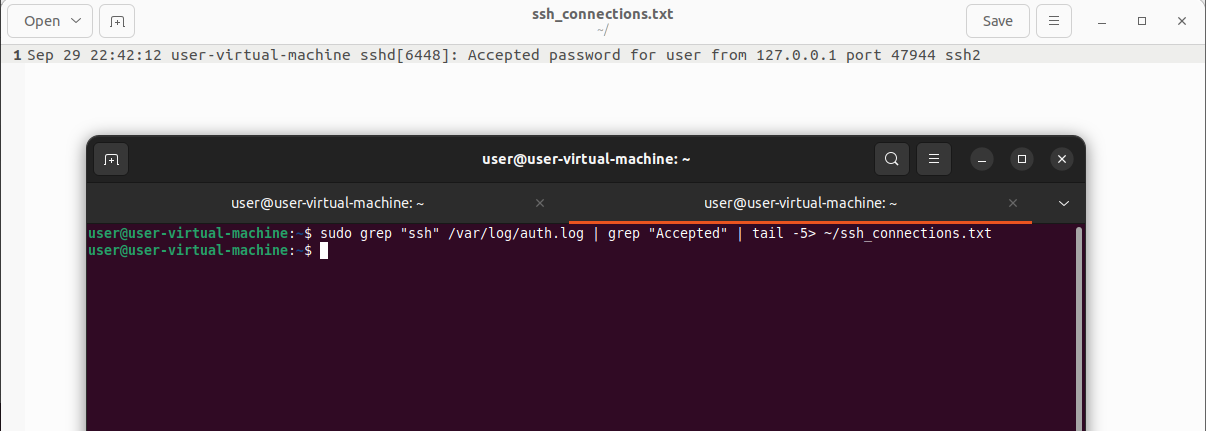 Open
ssh_connections.txt
~/
Save
1 Sep 29 22:42:12 user-virtual-machine sshd[6448]: Accepted password for user from 127.0.0.1 port 47944 ssh2
user@user-virtual-machine: ~
user@user-virtual-machine: ~
user@user-virtual-machine: ~
user@user-virtual-machine:~$ sudo grep "ssh" /var/log/auth.log | grep "Accepted" | tail -5> ~/ssh_connections.txt
user@user-virtual-machine:~$